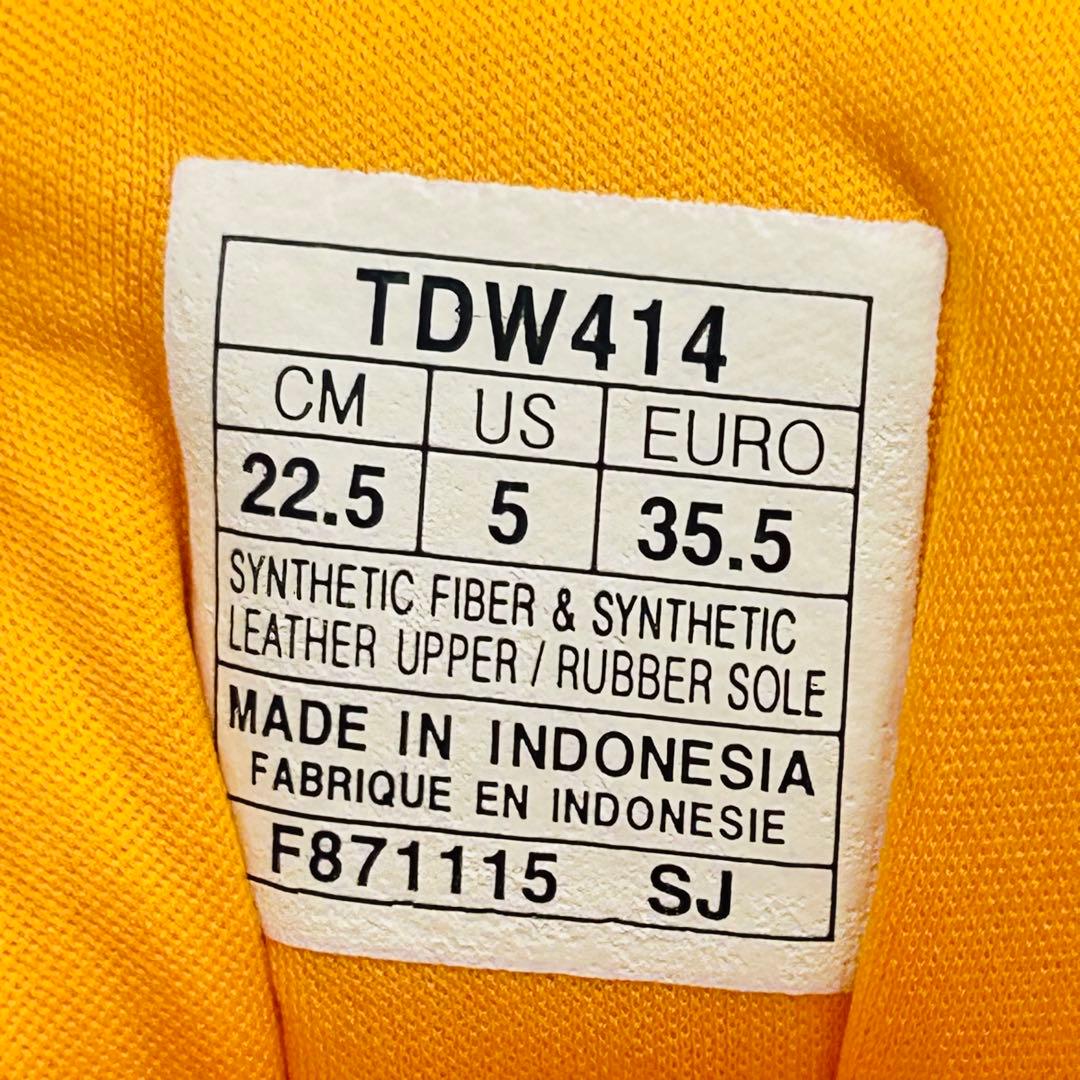 TDW414
CM US EURO
22.5 5 35.5
SYNTHETIC FIBER & SYNTHETIC
LEATHER UPPER / RUBBER SOLE
MADE IN INDONESIA
FABRIQUE EN INDONESIE
F871115 SJ